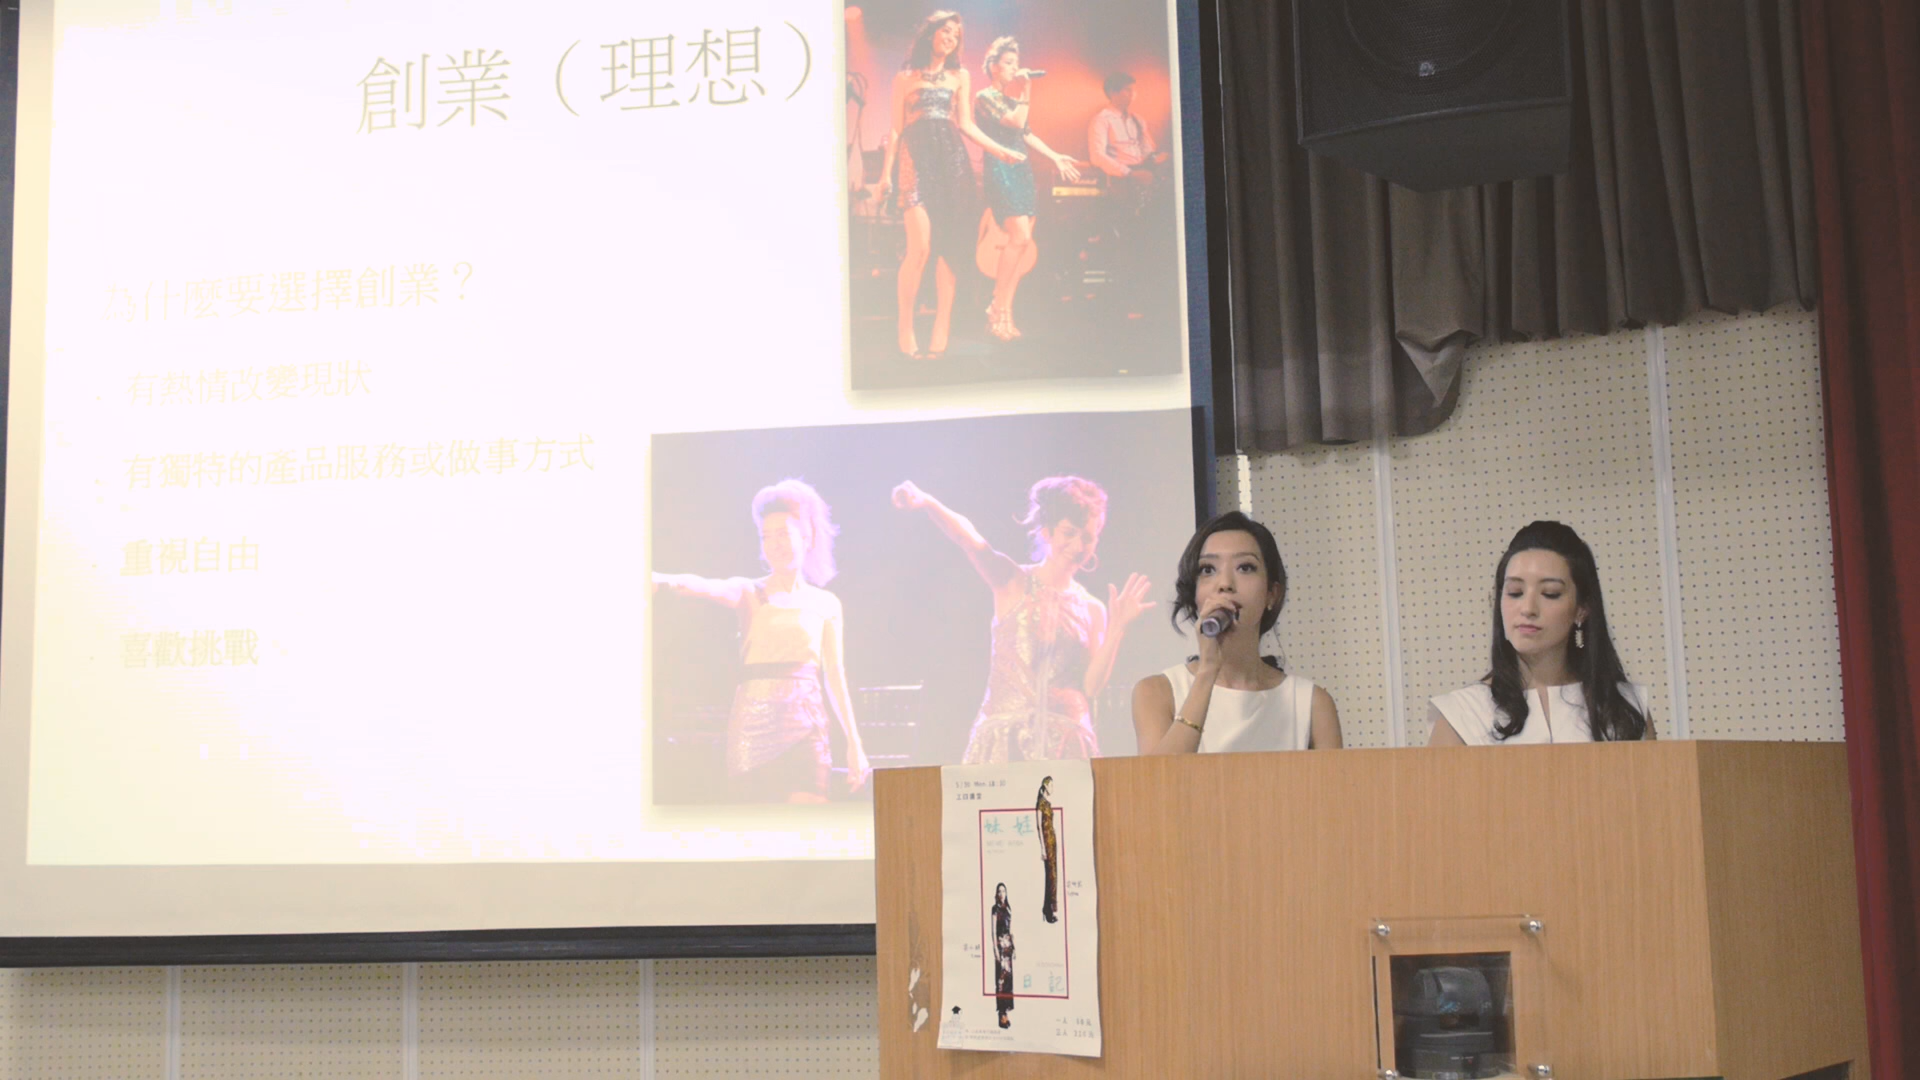 創業（理想）
為什麼要選擇創業？
· 有熱情改變現狀
· 有獨特的產品服務或做事方式
· 重視自由
· 喜歡挑戰
妹 娃
日 記